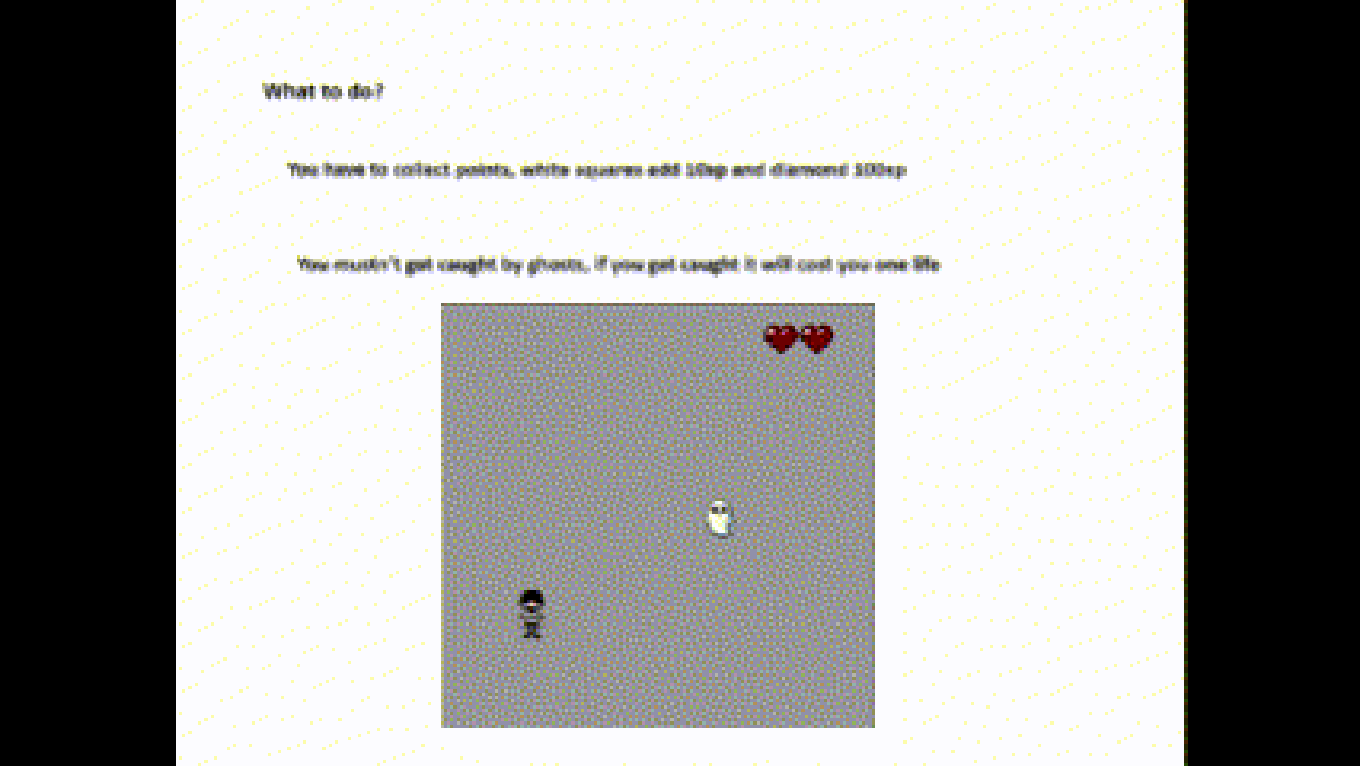 What to do?
You have to collect points, white squares add 10xp and diamond 100xp
You mustn't get caught by ghosts, if you get caught it will cost you one life